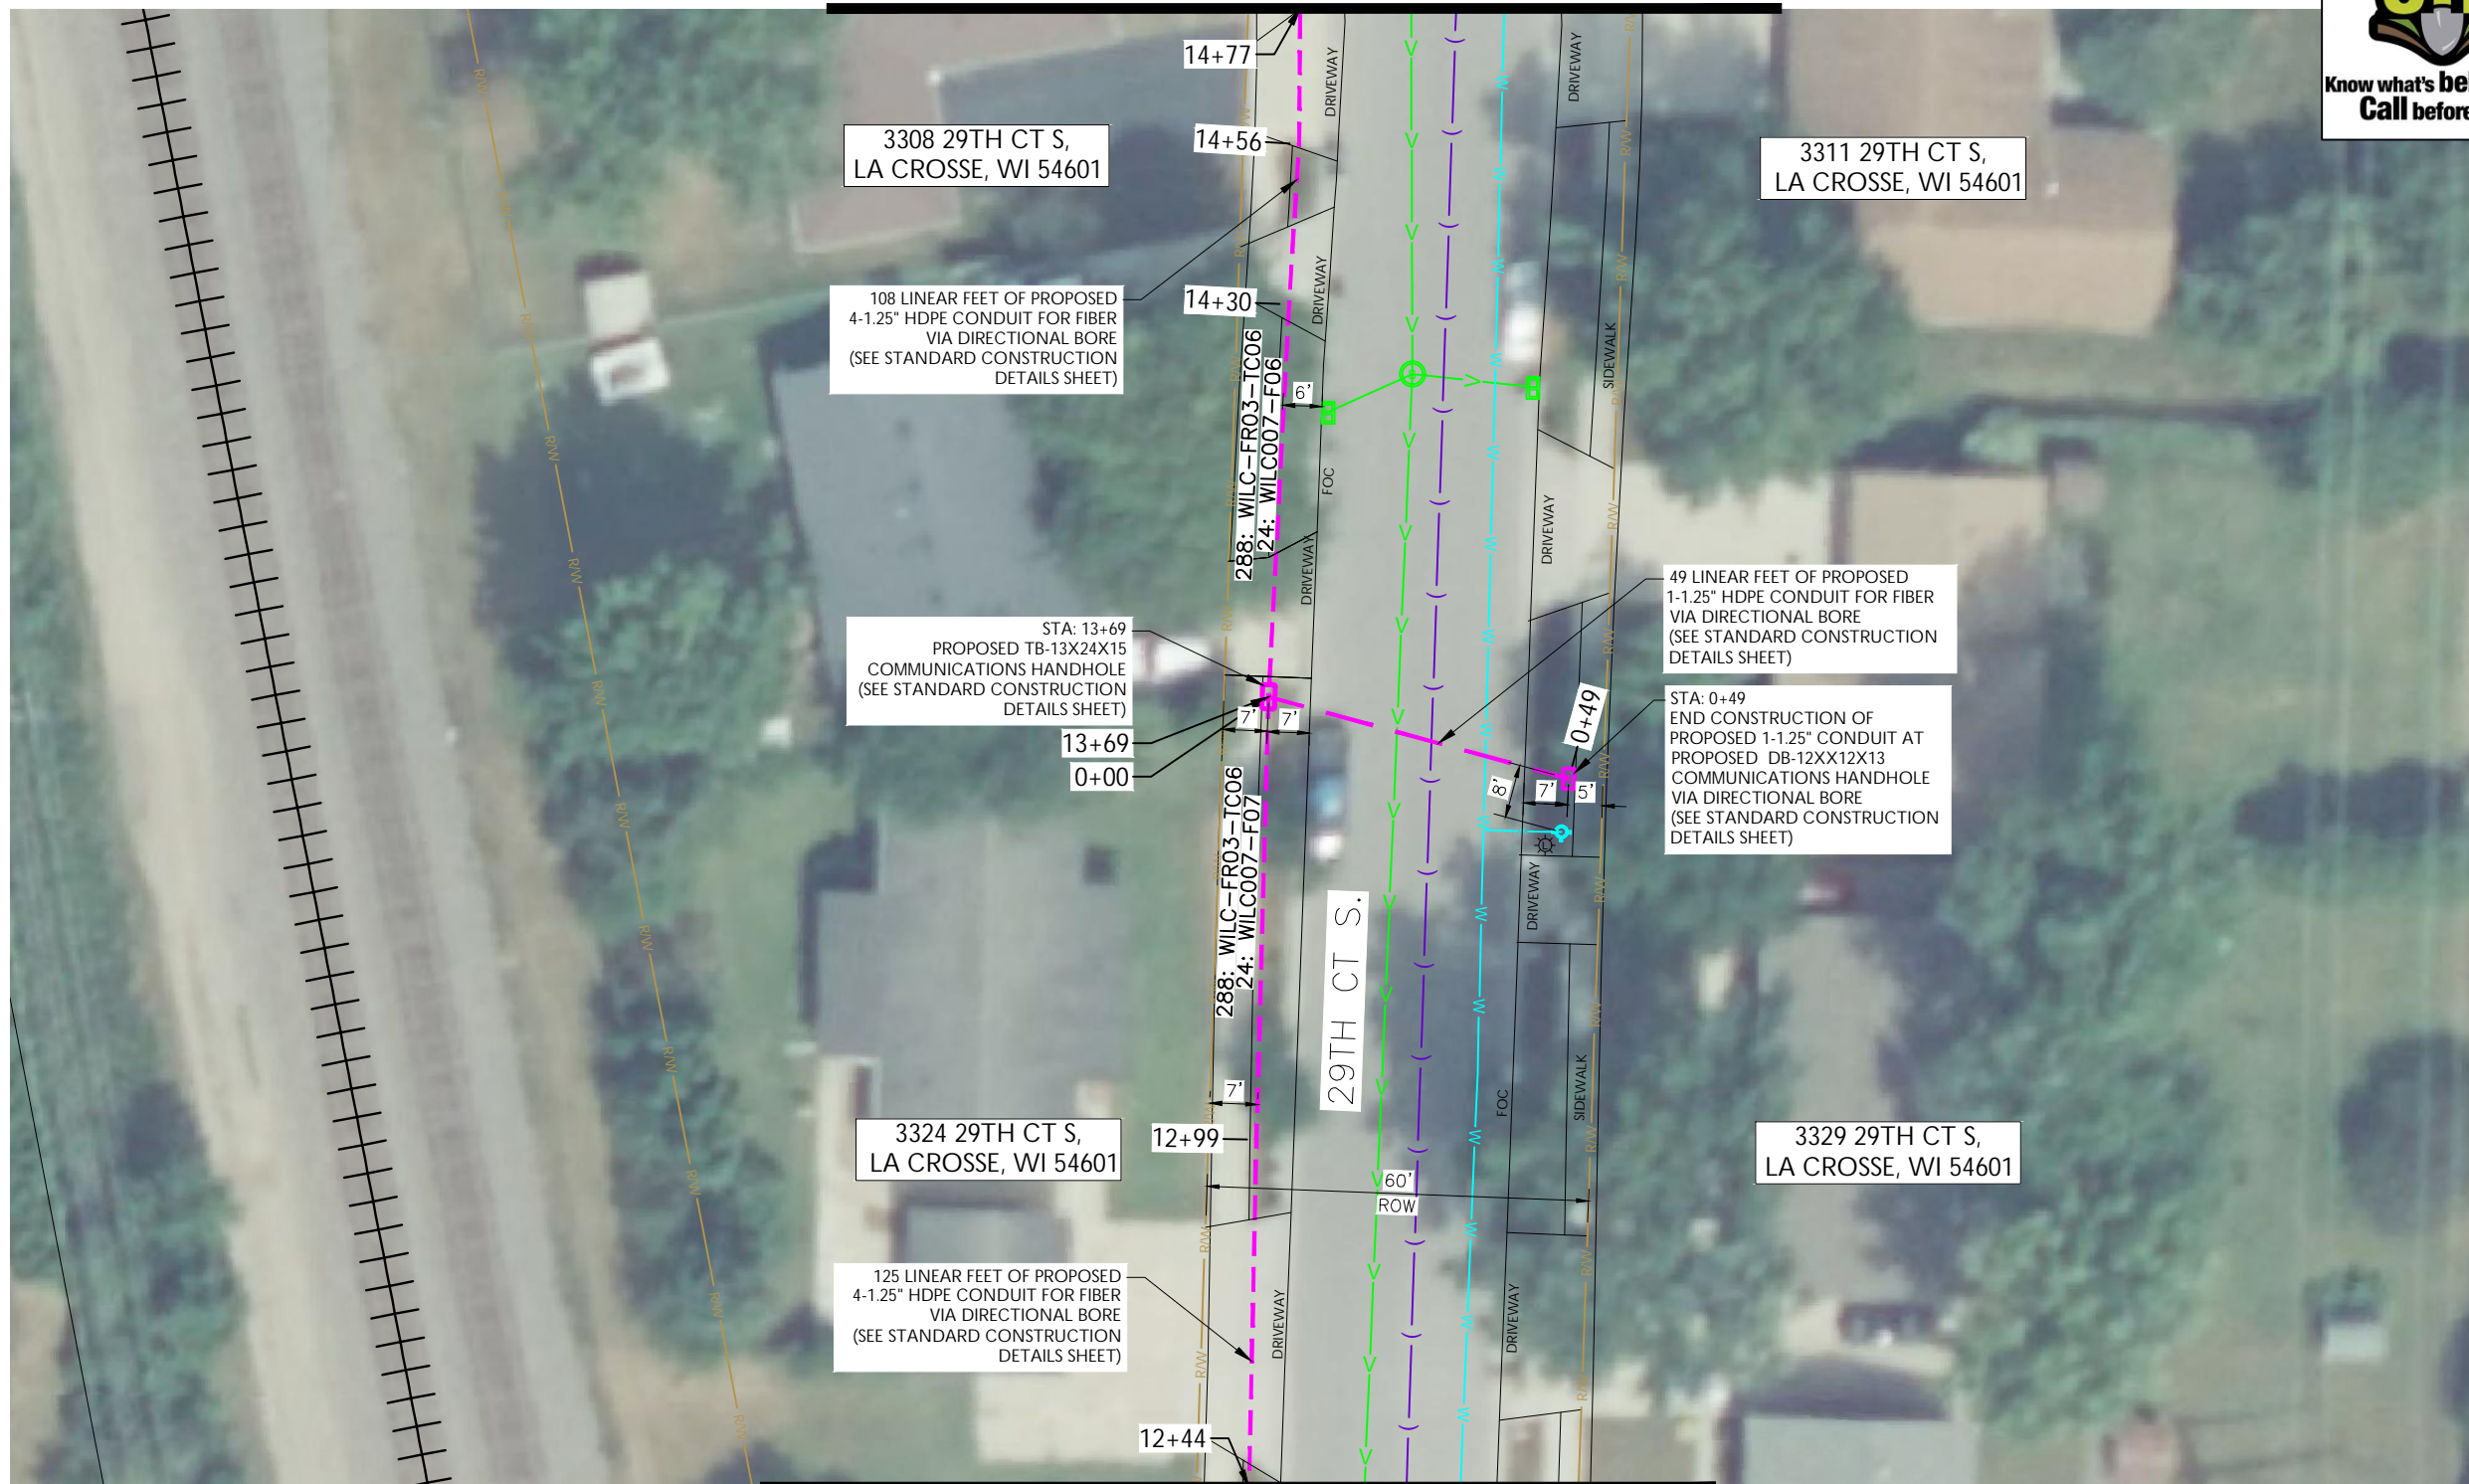 Know what's
Call before
14+77
DRIVEWAY
DRIVEWAY
14+56
3308 29TH CT S,
LA CROSSE, WI 54601
3311 29TH CT S,
LA CROSSE, WI 54601
108 LINEAR FEET OF PROPOSED
4-1.25" HDPE CONDUIT FOR FIBER
VIA DIRECTIONAL BORE
(SEE STANDARD CONSTRUCTION
DETAILS SHEET)
14+30
DRIVEWAY
SIDEWALK
288: WILC-FR03-TC06
24: WILC007-F06
6'
FOC
DRIVEWAY
DRIVEWAY
49 LINEAR FEET OF PROPOSED
1-1.25" HDPE CONDUIT FOR FIBER
VIA DIRECTIONAL BORE
(SEE STANDARD CONSTRUCTION
DETAILS SHEET)
STA: 13+69
PROPOSED TB-13X24X15
COMMUNICATIONS HANDHOLE
(SEE STANDARD CONSTRUCTION
DETAILS SHEET)
7'
7'
13+69
0+00
0+49
STA: 0+49
END CONSTRUCTION OF
PROPOSED 1-1.25" CONDUIT AT
PROPOSED DB-12XX12X13
COMMUNICATIONS HANDHOLE
VIA DIRECTIONAL BORE
(SEE STANDARD CONSTRUCTION
DETAILS SHEET)
8'
7'
5'
L
288: WILC-FR03-TC06
24: WILC007-F07
DRIVEWAY
29TH CT S.
7'
12+99
FOC
SIDEWALK
3324 29TH CT S,
LA CROSSE, WI 54601
3329 29TH CT S,
LA CROSSE, WI 54601
60'
ROW
125 LINEAR FEET OF PROPOSED
4-1.25" HDPE CONDUIT FOR FIBER
VIA DIRECTIONAL BORE
(SEE STANDARD CONSTRUCTION
DETAILS SHEET)
DRIVEWAY
DRIVEWAY
12+44
R/W
W